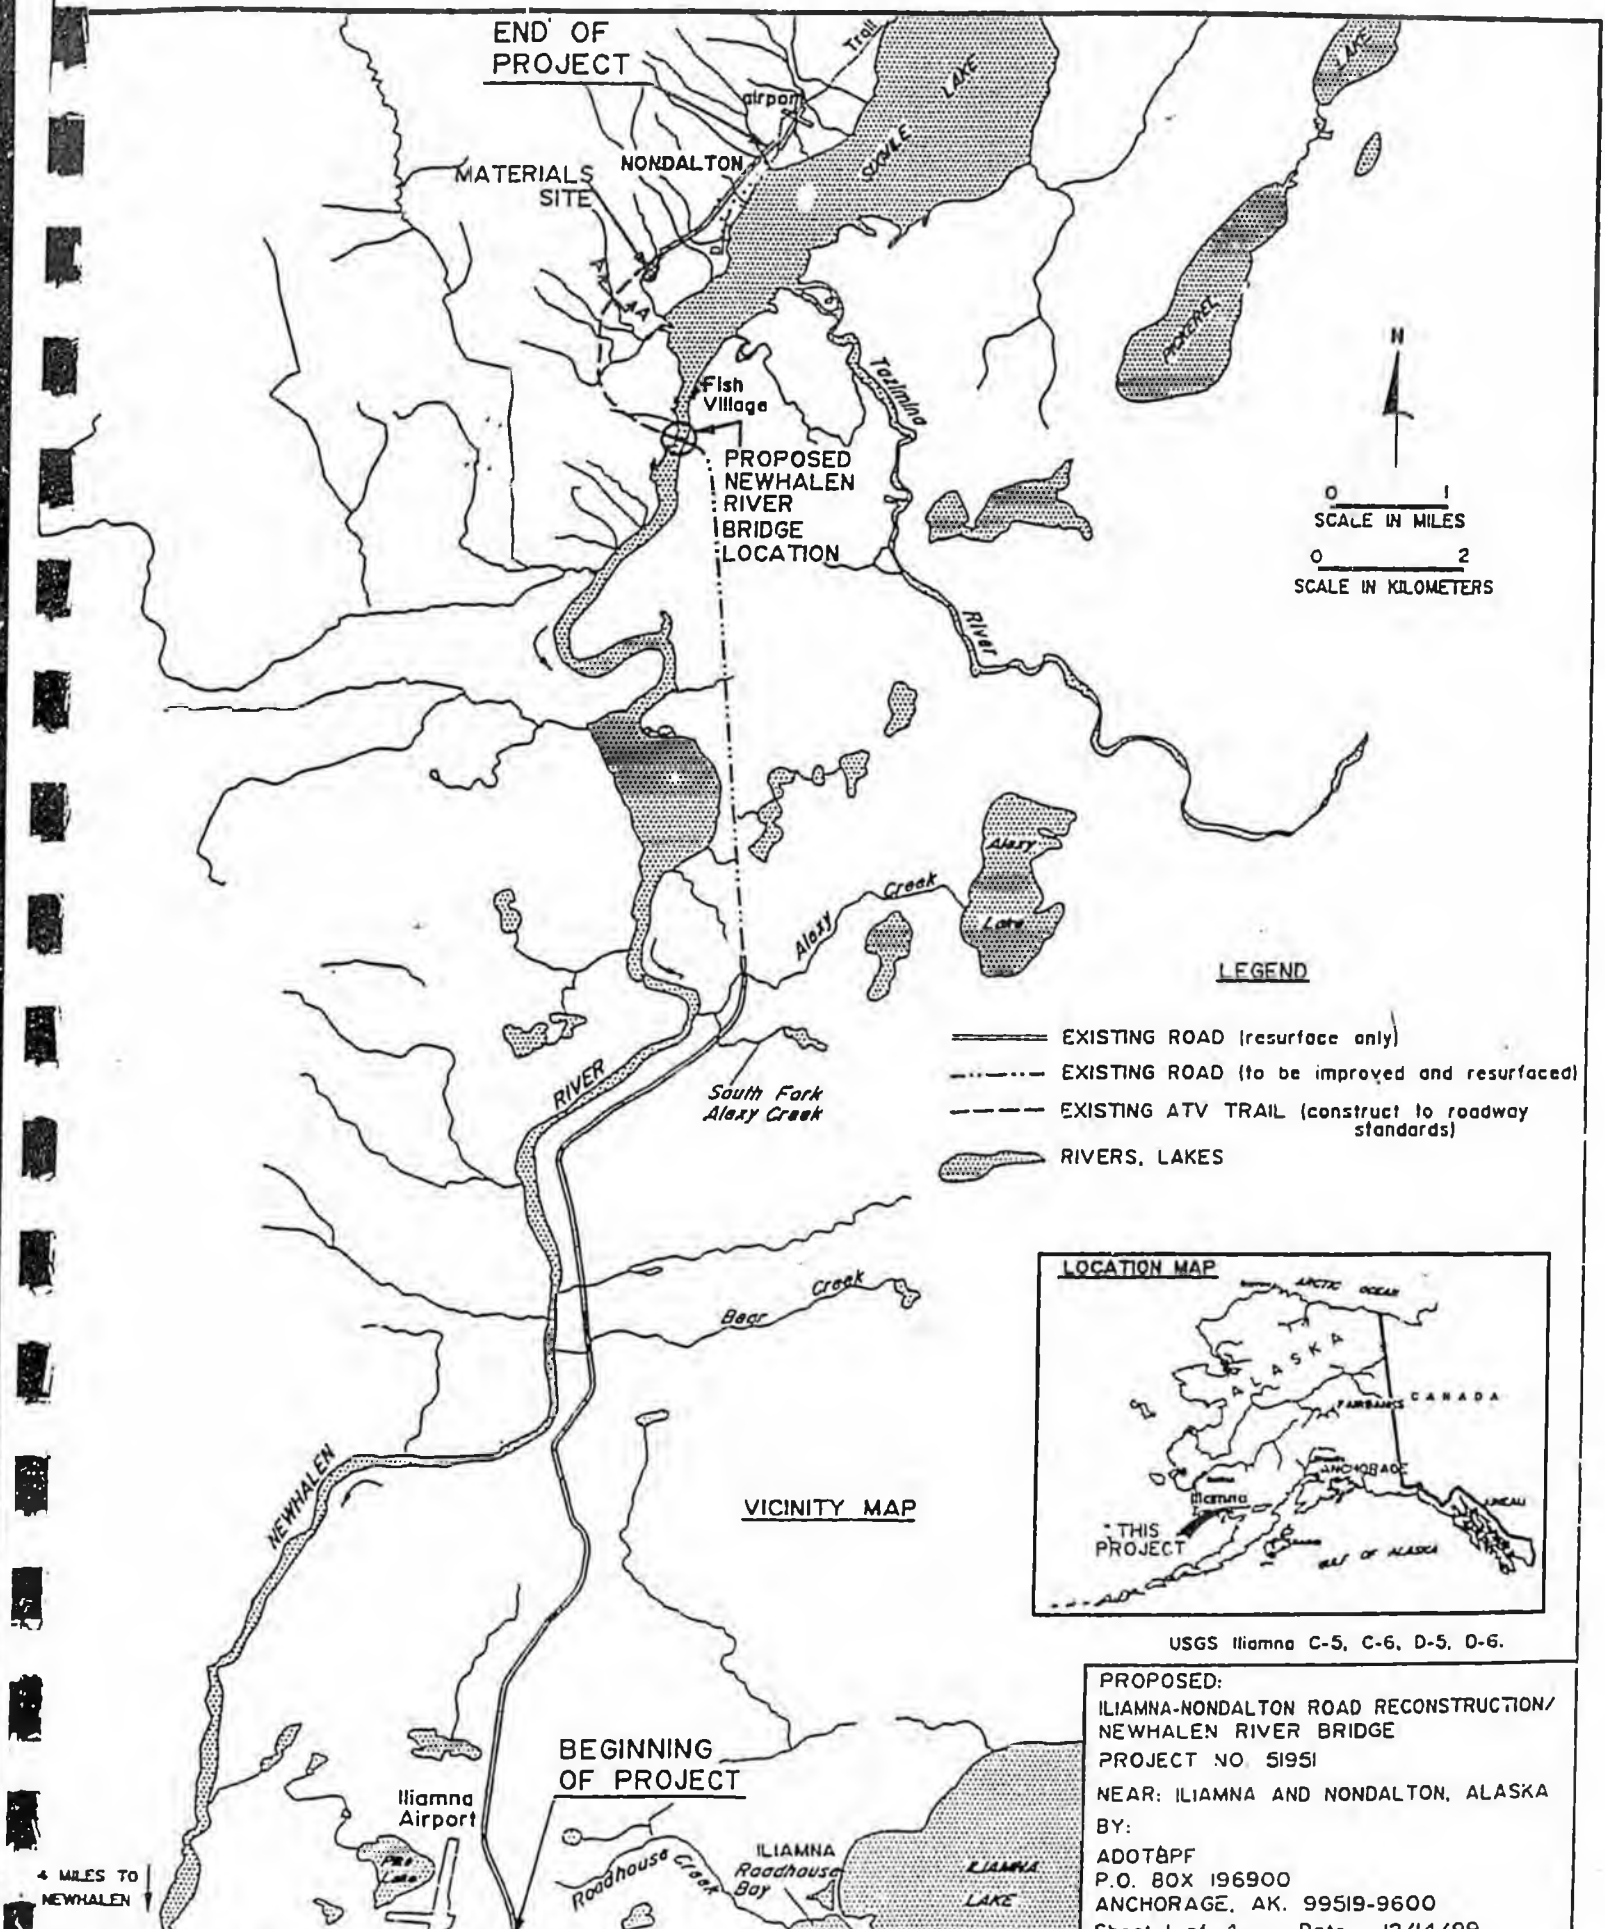 END OF
PROJECT
Trail
airport
SIXMILE
LAKE
LAKE
NONDALTON
MATERIALS
SITE
PICKEREL
N
Fish
Village
Tazimina
PROPOSED
NEWHALEN
RIVER
BRIDGE
LOCATION
0 1
SCALE IN MILES
0 2
SCALE IN KILOMETERS
River
Alexy
Lake
Alexy Creek
LEGEND
EXISTING ROAD (resurface only)
EXISTING ROAD (to be improved and resurfaced)
EXISTING ATV TRAIL (construct to roadway
standards)
RIVERS, LAKES
RIVER
South Fork
Alexy Creek
Bear Creek
LOCATION MAP
ARCTIC OCEAN
ALASKA
FAIRBANKS
CANADA
ANCHORAGE
Iliamna
JUNEAU
THIS
PROJECT
GULF OF ALASKA
NEWHALEN
VICINITY MAP
USGS Iliamna C-5, C-6, D-5, D-6.
PROPOSED:
ILIAMNA-NONDALTON ROAD RECONSTRUCTION/
NEWHALEN RIVER BRIDGE
PROJECT NO. 51951
NEAR: ILIAMNA AND NONDALTON, ALASKA
BY:
ADOT&PF
P.O. BOX 196900
ANCHORAGE, AK. 99519-9600
BEGINNING
OF PROJECT
Iliamna
Airport
Lake
4 MILES TO
NEWHALEN
Roadhouse Creek
ILIAMNA
Roadhouse
Bay
ILIAMNA
LAKE